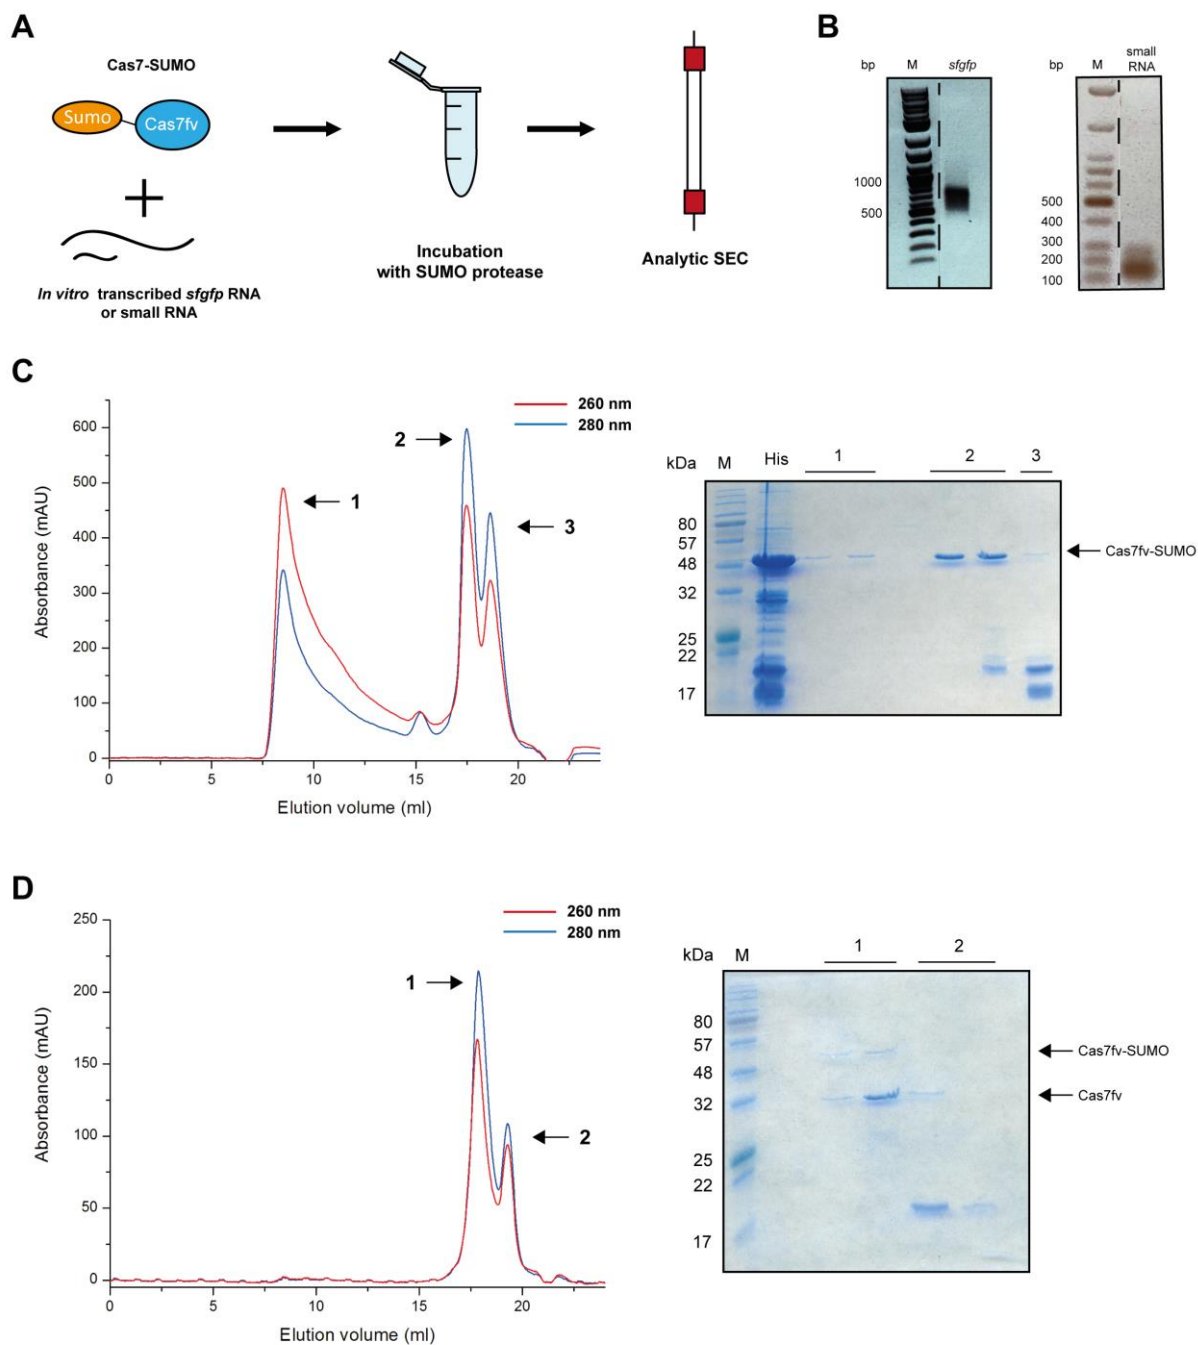 A
Cas7-SUMO
Sumo
Cas7fv
In vitro transcribed sfgfp RNA
or small RNA
Incubation
with SUMO protease
Analytic SEC
B
bp
M
sfgfp
1000
500
bp
M
small
RNA
500
400
300
200
100
C
260 nm
280 nm
Absorbance (mAU)
600
500
400
300
200
100
0
0
5
10
15
20
Elution volume (ml)
1
2
3
kDa
M
His
1
2
3
80
57
48
32
25
22
17
Cas7fv-SUMO
D
260 nm
280 nm
Absorbance (mAU)
250
200
150
100
50
0
0
5
10
15
20
Elution volume (ml)
1
2
kDa
M
1
2
80
57
48
32
25
22
17
Cas7fv-SUMO
Cas7fv